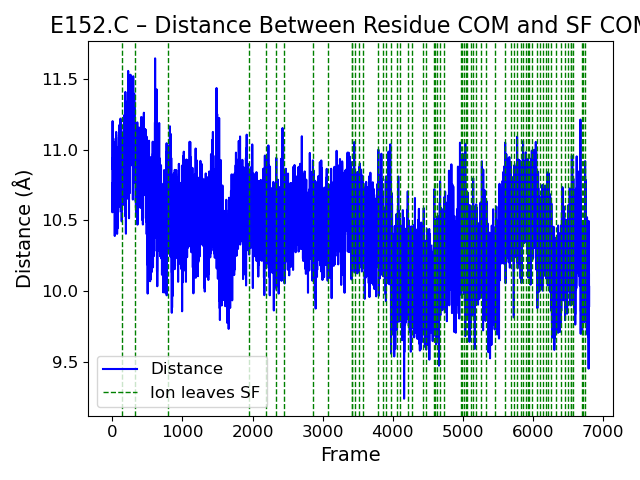 E152.C – Distance Between Residue COM and SF COM
Distance (Å)
11.5
11.0
10.5
10.0
9.5
Distance
Ion leaves SF
0 1000 2000 3000 4000 5000 6000 7000
Frame